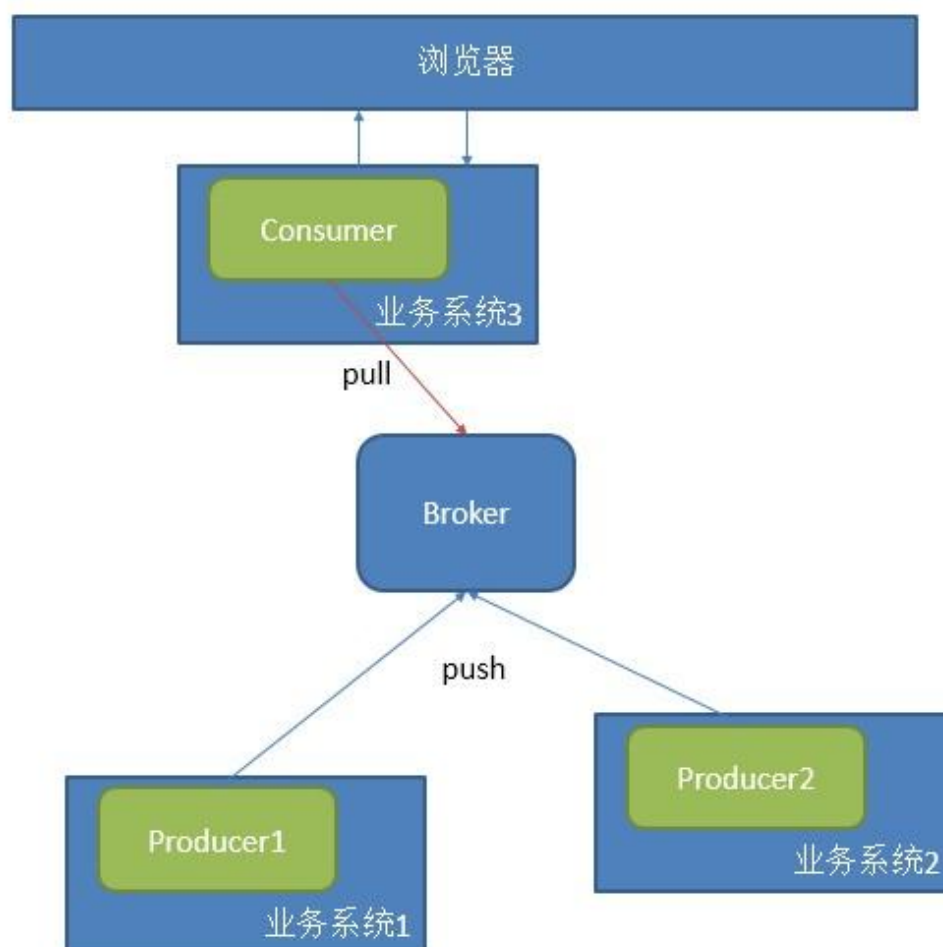 浏览器
Consumer
业务系统3
pull
Broker
push
Producer2
业务系统2
Producer1
业务系统1